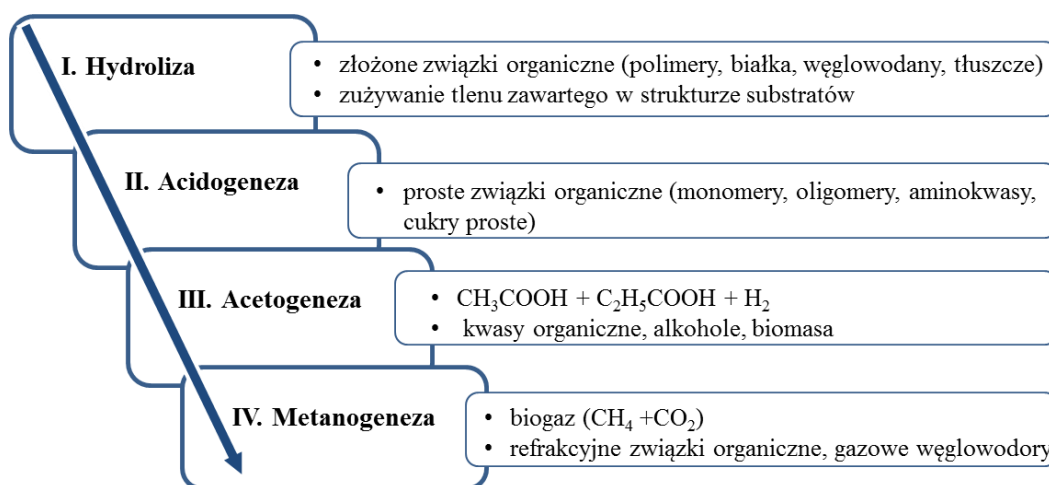 I. Hydroliza
• złożone związki organiczne (polimery, białka, węglowodany, tłuszcze)
• zużywanie tlenu zawartego w strukturze substratów
II. Acidogeneza
• proste związki organiczne (monomery, oligomery, aminokwasy,
cukry proste)
III. Acetogeneza
• CH₃COOH + C₂H₅COOH + H₂
• kwasy organiczne, alkohole, biomasa
IV. Metanogeneza
• biogaz (CH₄ +CO₂)
• refrakcyjne związki organiczne, gazowe węglowodory